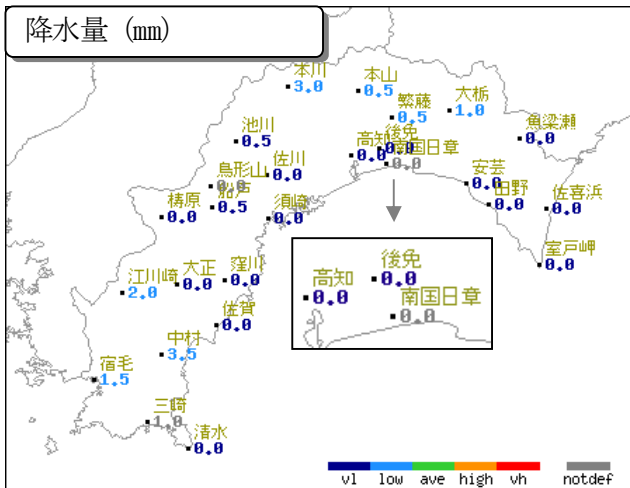 降水量 (mm)
本川
3.0
本山
0.5
大栃
1.0
繁藤
0.5
魚梁瀬
0.0
池川
0.5
後免
0.0
高知
0.0
南国日章
0.0
鳥形山
0.0
佐川
0.0
安芸
0.0
船戸
0.5
梼原
0.0
須崎
0.0
田野
0.0
佐喜浜
0.0
室戸岬
0.0
江川崎
2.0
大正
0.0
窪川
0.0
佐賀
0.0
後免
0.0
高知
0.0
南国日章
0.0
中村
3.5
宿毛
1.5
三崎
1.0
清水
0.0
vl low ave high vh notdef